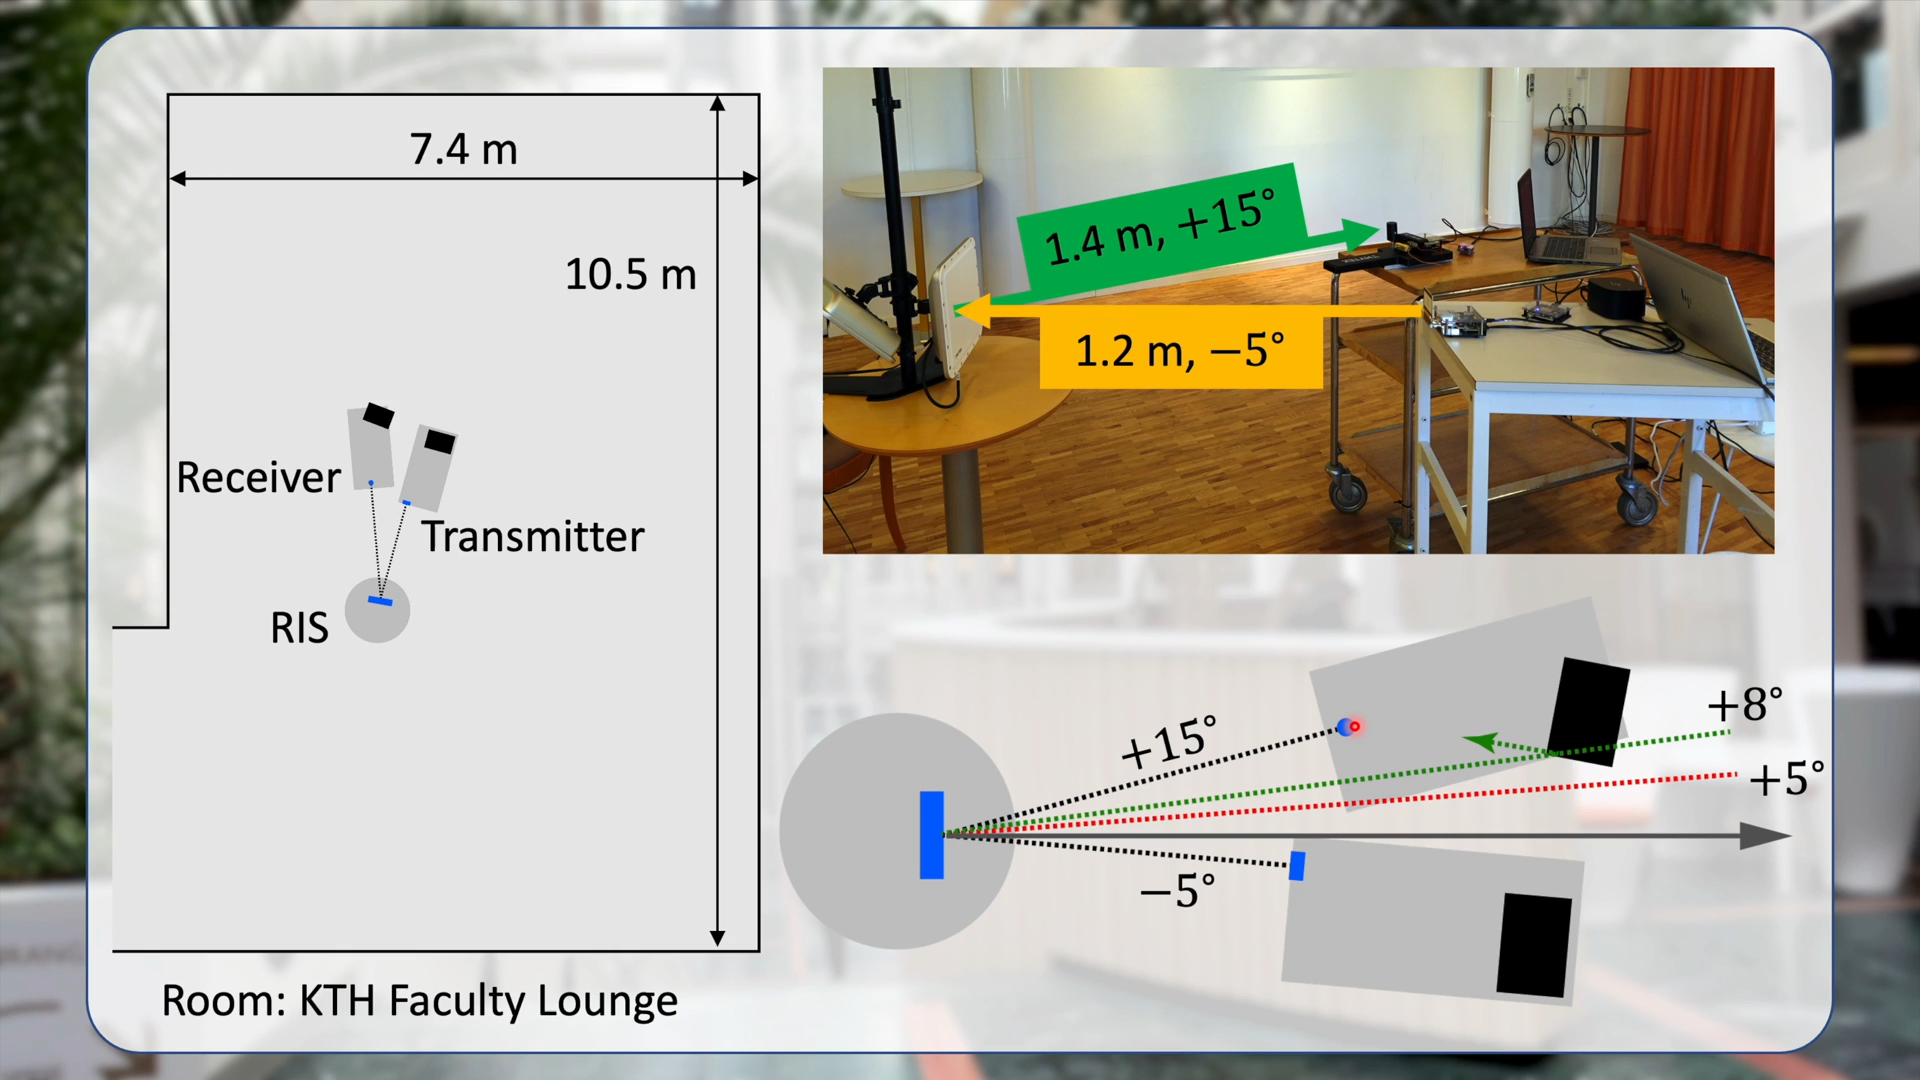 7.4 m
10.5 m
Receiver
Transmitter
RIS
Room: KTH Faculty Lounge
1.4 m, +15°
1.2 m, −5°
+15°
+8°
+5°
−5°